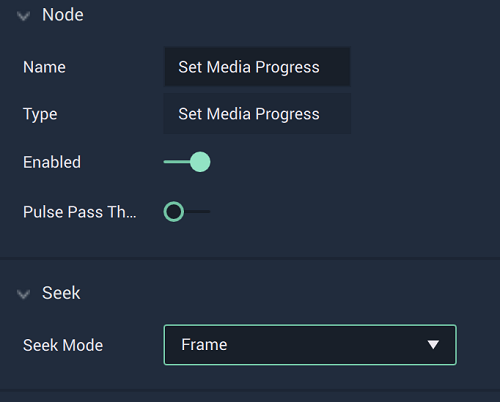 Node
Name Set Media Progress
Type Set Media Progress
Enabled
Pulse Pass Th...
Seek
Seek Mode Frame